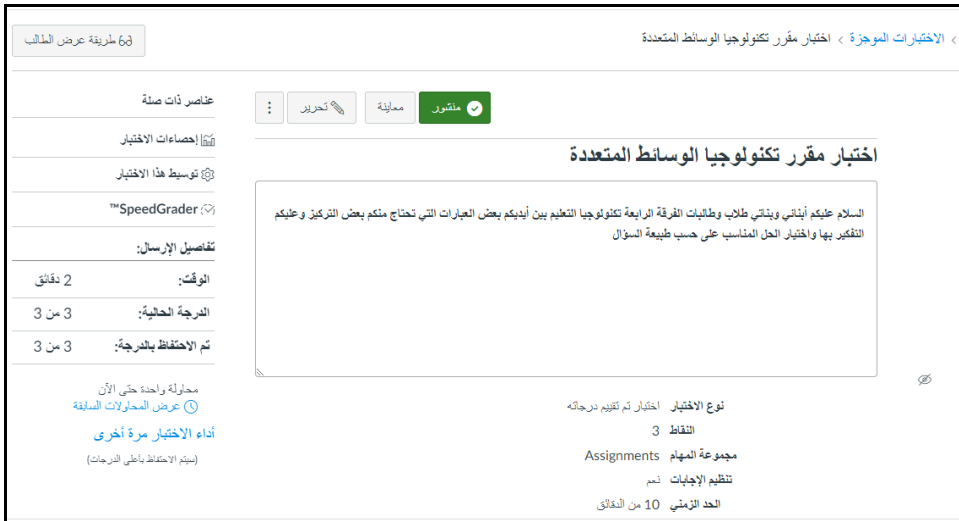 › الاختبارات الموجزة › اختبار مقرر تكنولوجيا الوسائط المتعددة
طريقة عرض الطالب
منشور
معاينة
تحرير
اختبار مقرر تكنولوجيا الوسائط المتعددة
السلام عليكم أبنائي وبناتي طلاب وطالبات الفرقة الرابعة تكنولوجيا التعليم بين أيديكم بعض العبارات التي تحتاج منكم بعض التركيز وعليكم
التفكير بها واختيار الحل المناسب على حسب طبيعة السؤال
نوع الاختبار اختبار تم تقييم درجاته
النقاط 3
مجموعة المهام Assignments
تنظيم الإجابات نعم
الحد الزمني 10 من الدقائق
عناصر ذات صلة
إحصاءات الاختبار
توسيط هذا الاختبار
SpeedGrader™
تفاصيل الإرسال:
الوقت: 2 دقائق
الدرجة الحالية: 3 من 3
تم الاحتفاظ بالدرجة: 3 من 3
محاولة واحدة حتى الآن
عرض المحاولات السابقة
أداء الاختبار مرة أخرى
(سيتم الاحتفاظ بأعلى الدرجات)